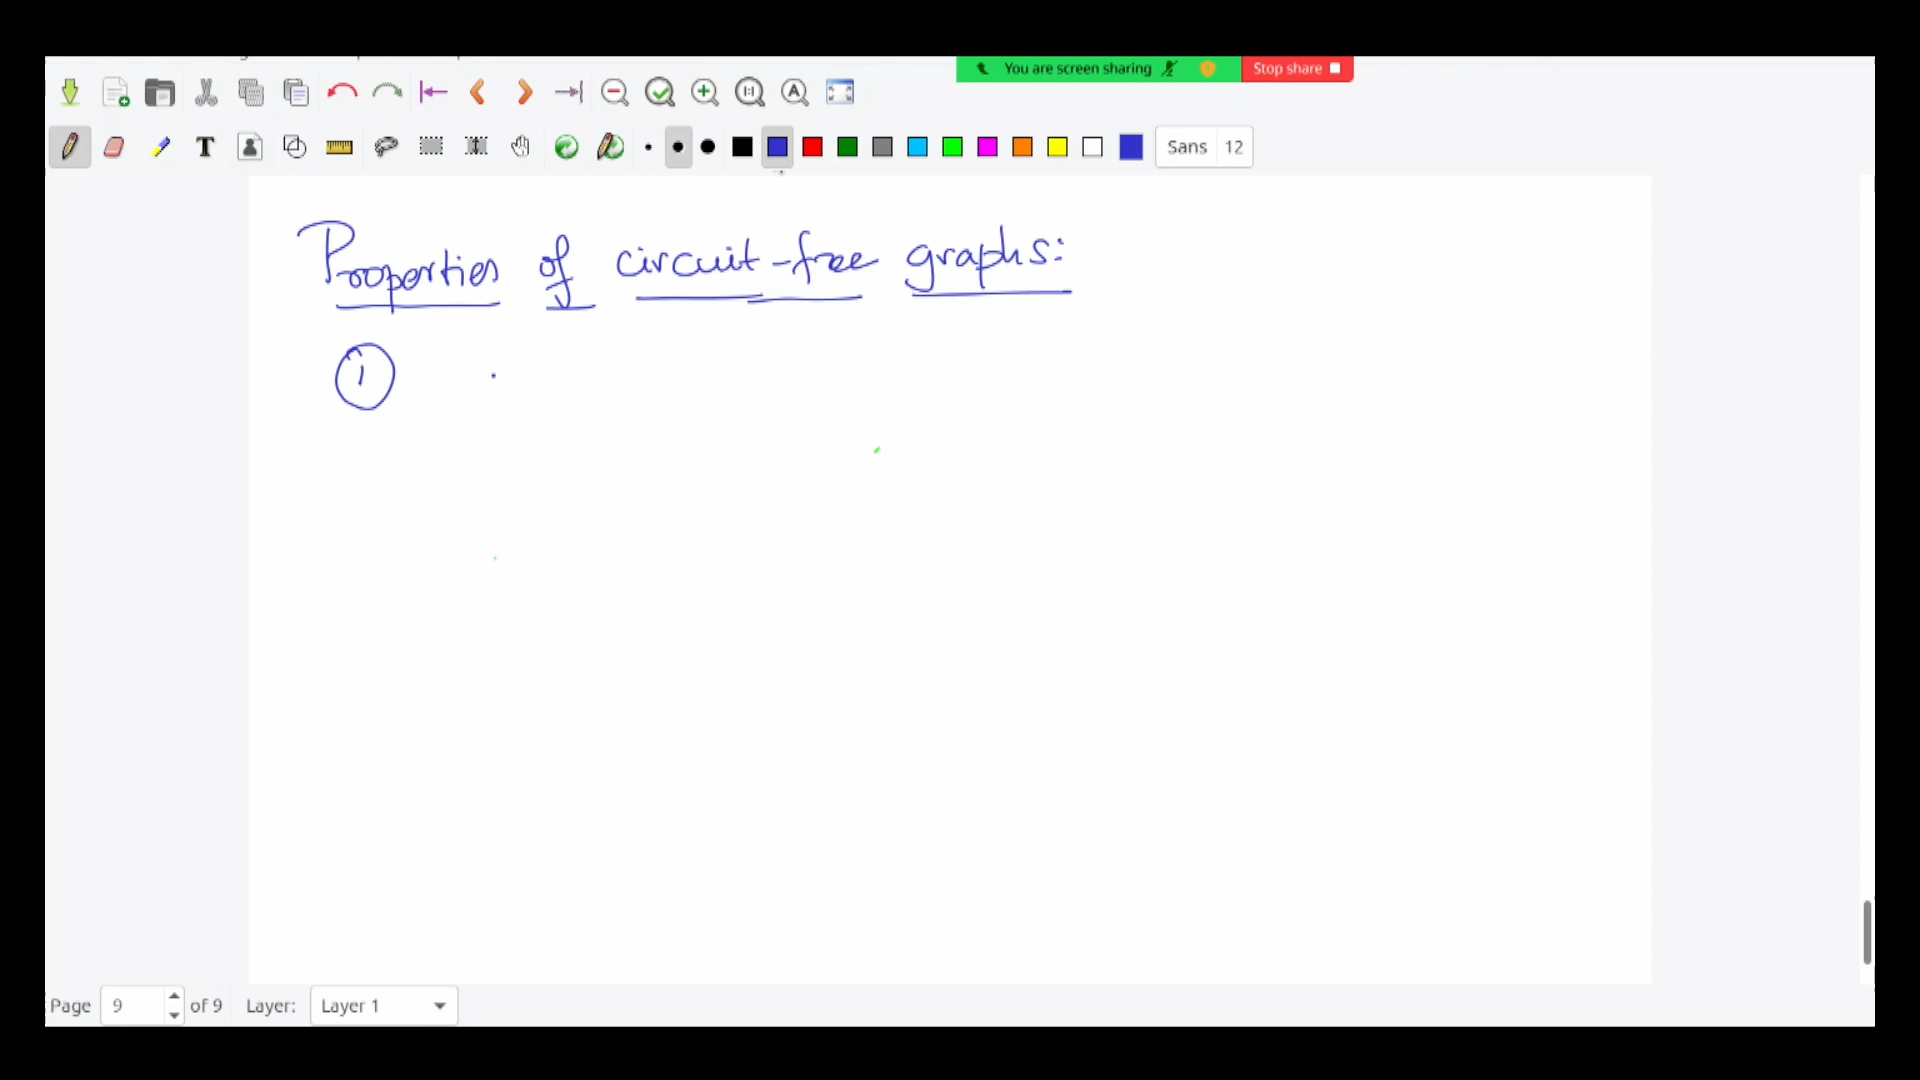 You are screen sharing Stop share
T Sans 12
Properties of circuit-free graphs:
1
Page 9 of 9 Layer: Layer 1